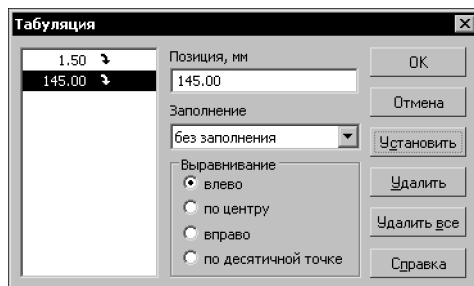 Табуляция
1.50
145.00
Позиция, мм
145.00
Заполнение
без заполнения
Выравнивание
влево
по центру
вправо
по десятичной точке
OK
Отмена
Установить
Удалить
Удалить все
Справка